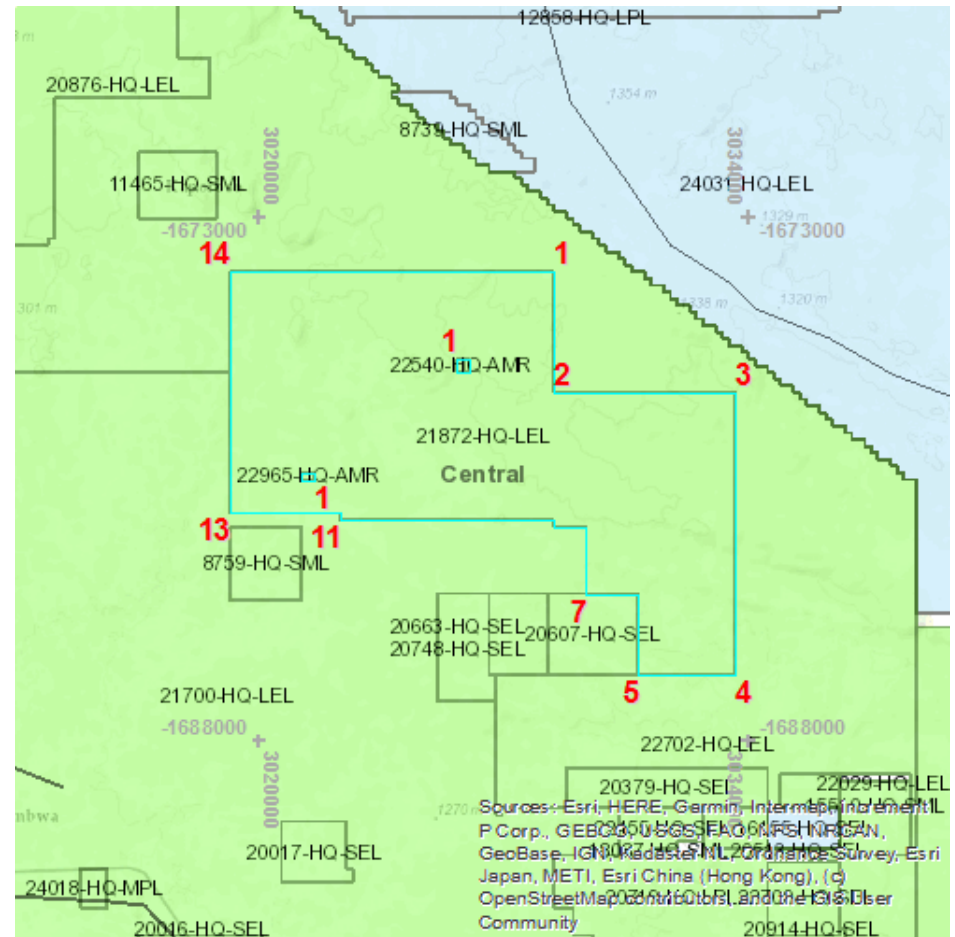 12858-HQ-LPL
20876-HQ-LEL
1354 m
8739-HQ-SML
3020000
3034000
11465-HQ-SML
24031-HQ-LEL
-1673000
1329 m
-1673000
14
1
301 m
1338 m
1320 m
1
22540-HQ-AMR
2
3
21872-HQ-LEL
22965-HQ-AMR
Central
1
13
11
8759-HQ-SML
7
20663-HQ-SEL
20607-HQ-SEL
20748-HQ-SEL
5
4
21700-HQ-LEL
-1688000
-1688000
22702-HQ-LEL
3020000
3034000
20379-HQ-SEL
22029-HQ-LEL
1270 m
mbwa
Sources: Esri, HERE, Garmin, Intermap, increment
P Corp., GEBCO, USGS, FAO, NPS, NRCAN,
GeoBase, IGN, Kadaster NL, Ordnance Survey, Esri
Japan, METI, Esri China (Hong Kong), (c)
OpenStreetMap contributors, and the GIS User
Community
20017-HQ-SEL
24018-HQ-MPL
20016-HQ-SEL
20914-HQ-SEL